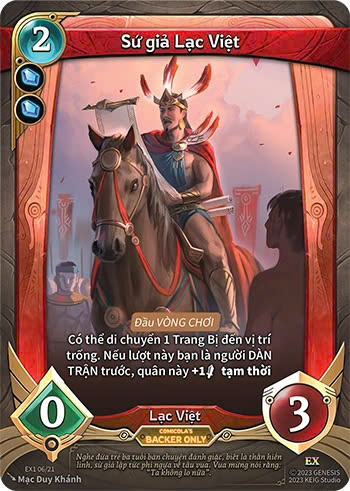 2
Sứ giả Lạc Việt
Đầu VÒNG CHƠI
Có thể di chuyển 1 Trang Bị đến vị trí
trống. Nếu lượt này bạn là người DÀN
TRẬN trước, quân này +1 tạm thời
0
Lạc Việt
3
COMICOLA'S
BACKER ONLY
EX
EX1 06/21
Mạc Duy Khánh
Nghe đứa trẻ ba tuổi bàn chuyện đánh giặc, biết là thần hiển
linh, sứ giả lập tức phi ngựa về tâu vua. Vua mừng nói rằng:
"Ta không lo nữa".
© 2023 GENESIS
2023 KEIG Studio